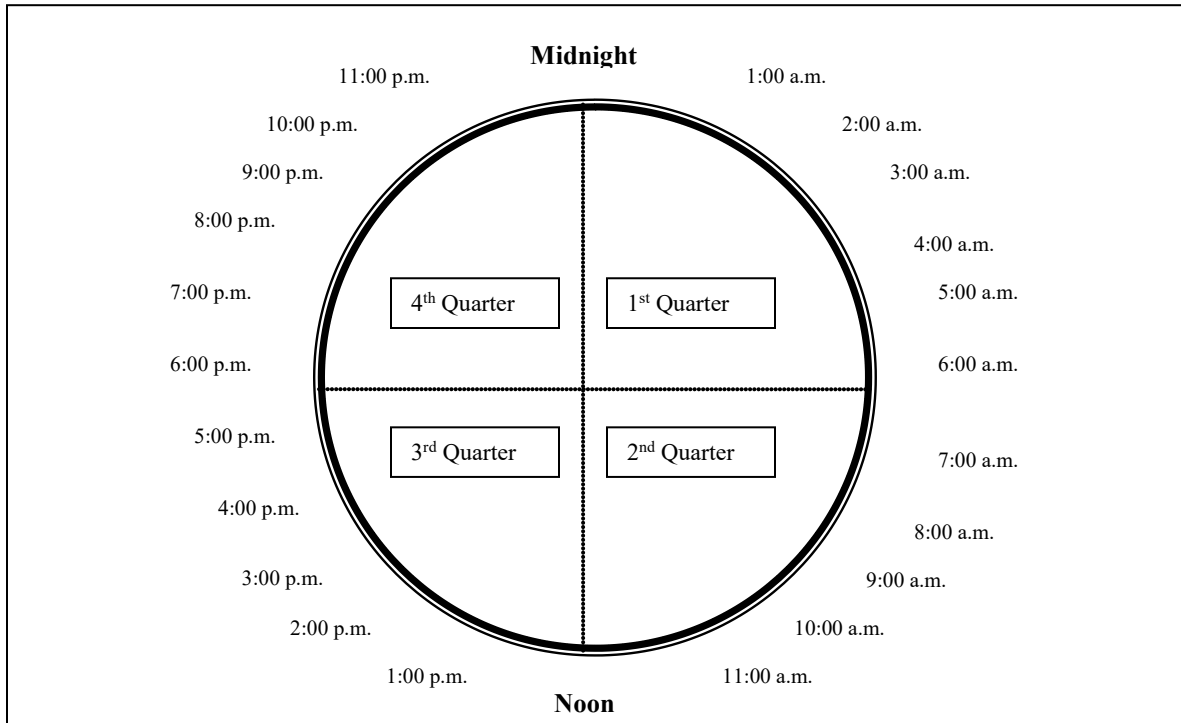 Midnight
11:00 p.m. 1:00 a.m.
10:00 p.m. 2:00 a.m.
9:00 p.m. 3:00 a.m.
8:00 p.m.
4:00 a.m.
7:00 p.m. 4th Quarter 1st Quarter 5:00 a.m.
6:00 p.m. 6:00 a.m.
5:00 p.m. 3rd Quarter 2nd Quarter
7:00 a.m.
4:00 p.m.
8:00 a.m.
3:00 p.m. 9:00 a.m.
2:00 p.m. 10:00 a.m.
1:00 p.m. 11:00 a.m.
Noon